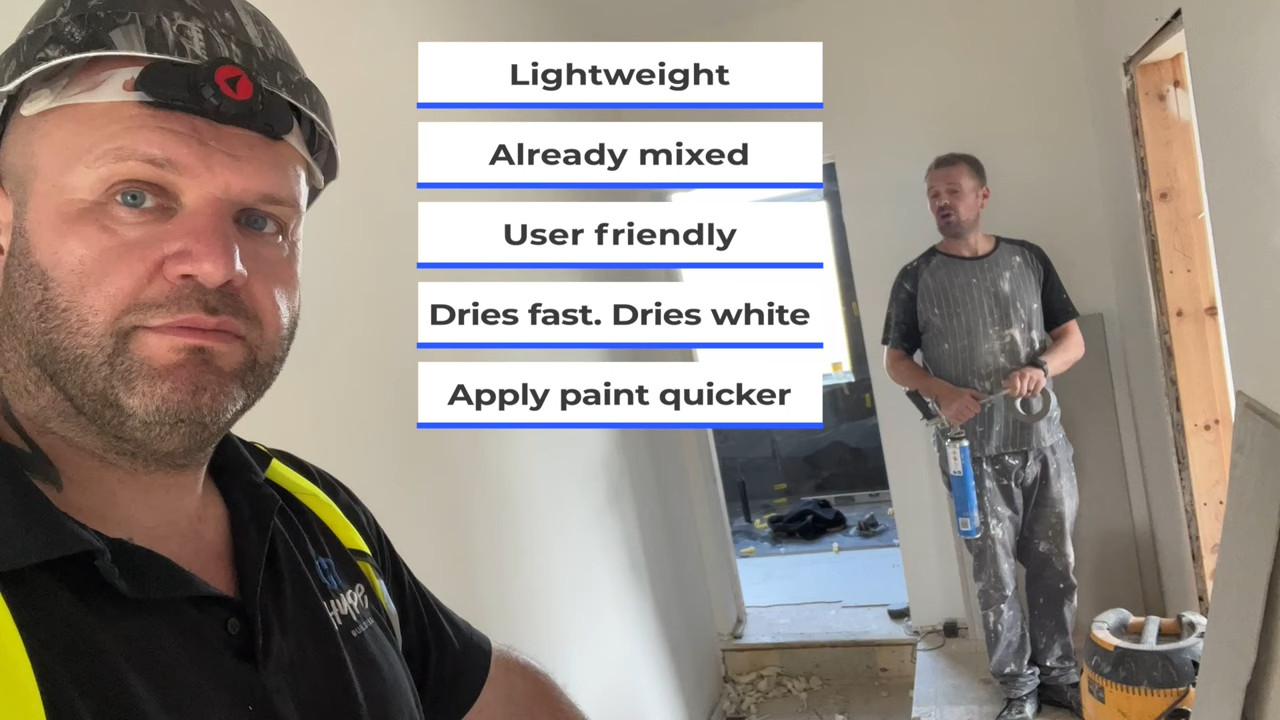 Lightweight
Already mixed
User friendly
Dries fast. Dries white
Apply paint quicker